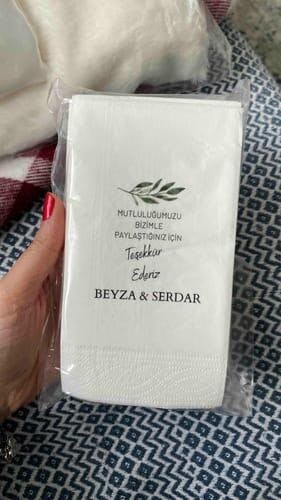 MUTLULUĞUMUZU
BİZİMLE
PAYLAŞTIĞINIZ İÇİN
Teşekkür
Ederiz
BEYZA & SERDAR